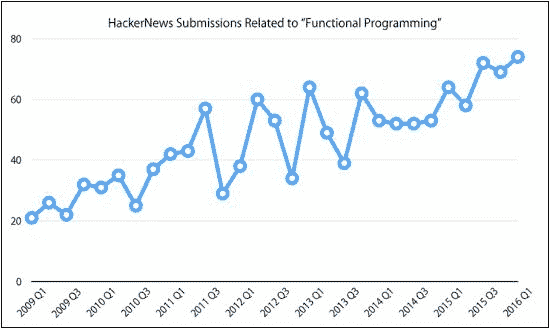 HackerNews Submissions Related to “Functional Programming”
80
60
40
20
0
2009 Q1
2009 Q3
2010 Q1
2010 Q3
2011 Q1
2011 Q3
2012 Q1
2012 Q3
2013 Q1
2013 Q3
2014 Q1
2014 Q3
2015 Q1
2015 Q3
2016 Q1